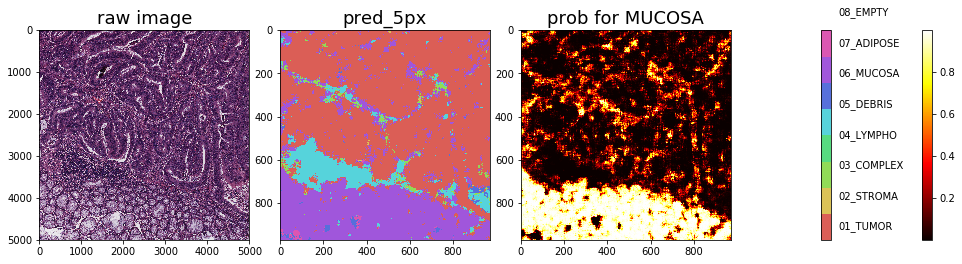 raw image
0
1000
2000
3000
4000
5000
0 1000 2000 3000 4000 5000
pred_5px
0
200
400
600
800
0 200 400 600 800
prob for MUCOSA
0
200
400
600
800
0 200 400 600 800
08_EMPTY
07_ADIPOSE
06_MUCOSA
05_DEBRIS
04_LYMPHO
03_COMPLEX
02_STROMA
01_TUMOR
0.8
0.6
0.4
0.2